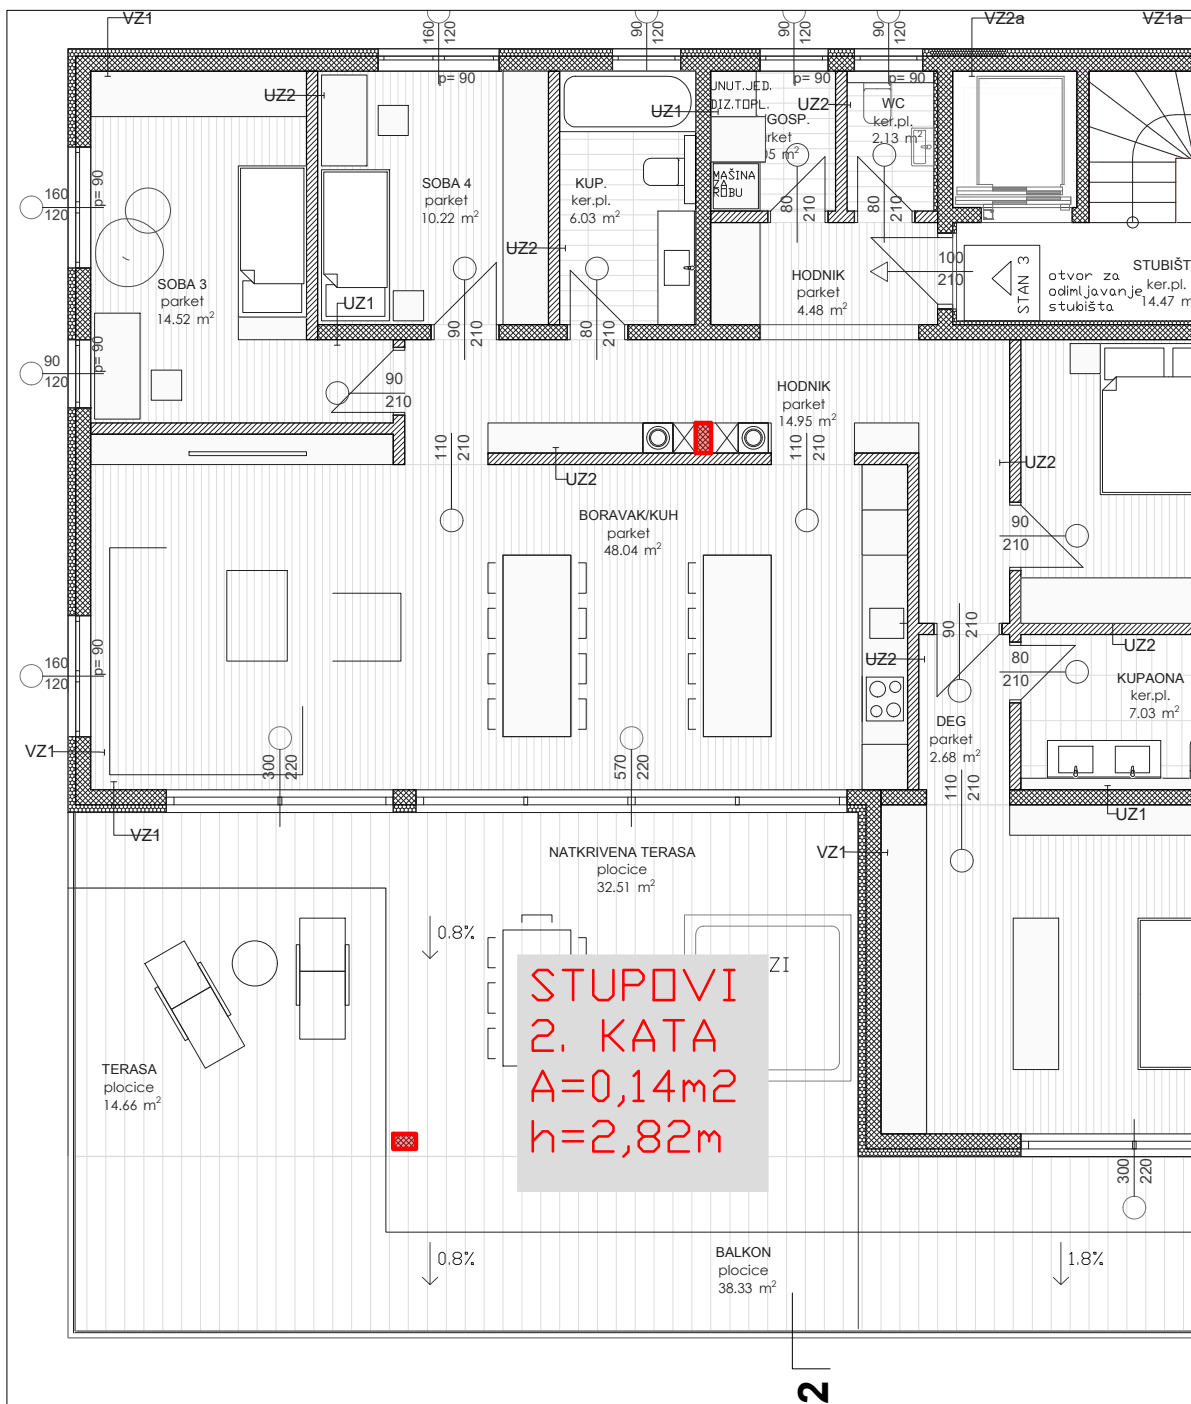 VZ1
VZ2a
VZ1a
160
120
90
120
90
120
90
120
p= 90
p= 90
UZ2
UNUT.JED.
DIZ.TOPL.
UZ1
UZ2
GOSP.
WC
ker.pl.
2.13 m²
160
120
p= 90
SOBA 4
parket
10.22 m²
KUP.
ker.pl.
6.03 m²
MAŠINA
ZA
ROBU
80
210
80
210
UZ2
SOBA 3
parket
14.52 m²
UZ1
HODNIK
parket
4.48 m²
100
210
STAN 3
otvor za
odimljavanje
stubišta
ker.pl.
90
210
80
210
90
120
p= 90
90
210
HODNIK
parket
14.95 m²
110
210
110
210
UZ2
UZ2
BORAVAK/KUH
parket
48.04 m²
90
210
160
120
p= 90
90
210
UZ2
UZ2
80
210
KUPAONA
ker.pl.
7.03 m²
VZ1
DEG
parket
2.68 m²
300
220
570
220
110
210
UZ1
VZ1
VZ1
NATKRIVENA TERASA
plocice
32.51 m²
0.8%
ZI
STUPOVI
2. KATA
A=0,14m2
h=2,82m
TERASA
plocice
14.66 m²
300
220
0.8%
BALKON
plocice
38.33 m²
1.8%
2